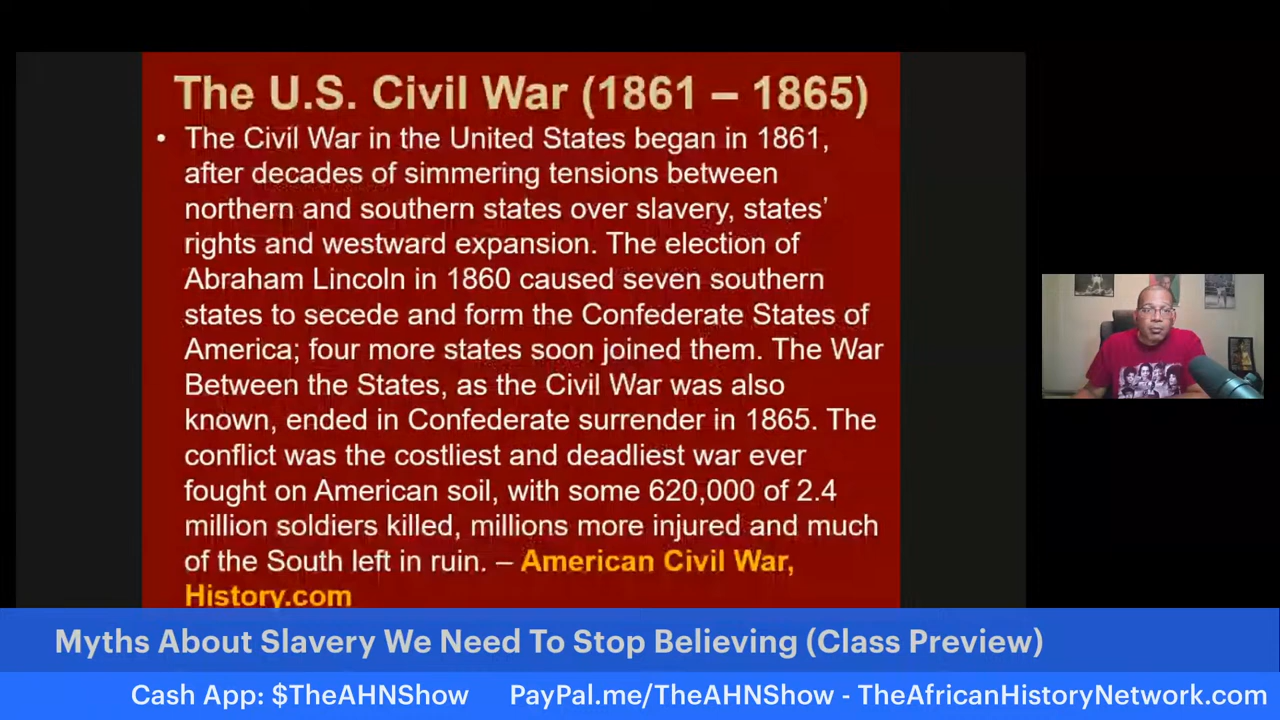 The U.S. Civil War (1861 – 1865)
• The Civil War in the United States began in 1861,
after decades of simmering tensions between
northern and southern states over slavery, states’
rights and westward expansion. The election of
Abraham Lincoln in 1860 caused seven southern
states to secede and form the Confederate States of
America; four more states soon joined them. The War
Between the States, as the Civil War was also
known, ended in Confederate surrender in 1865. The
conflict was the costliest and deadliest war ever
fought on American soil, with some 620,000 of 2.4
million soldiers killed, millions more injured and much
of the South left in ruin. – American Civil War,
History.com
Myths About Slavery We Need To Stop Believing (Class Preview)
Cash App: $TheAHNShow PayPal.me/TheAHNShow - TheAfricanHistoryNetwork.com